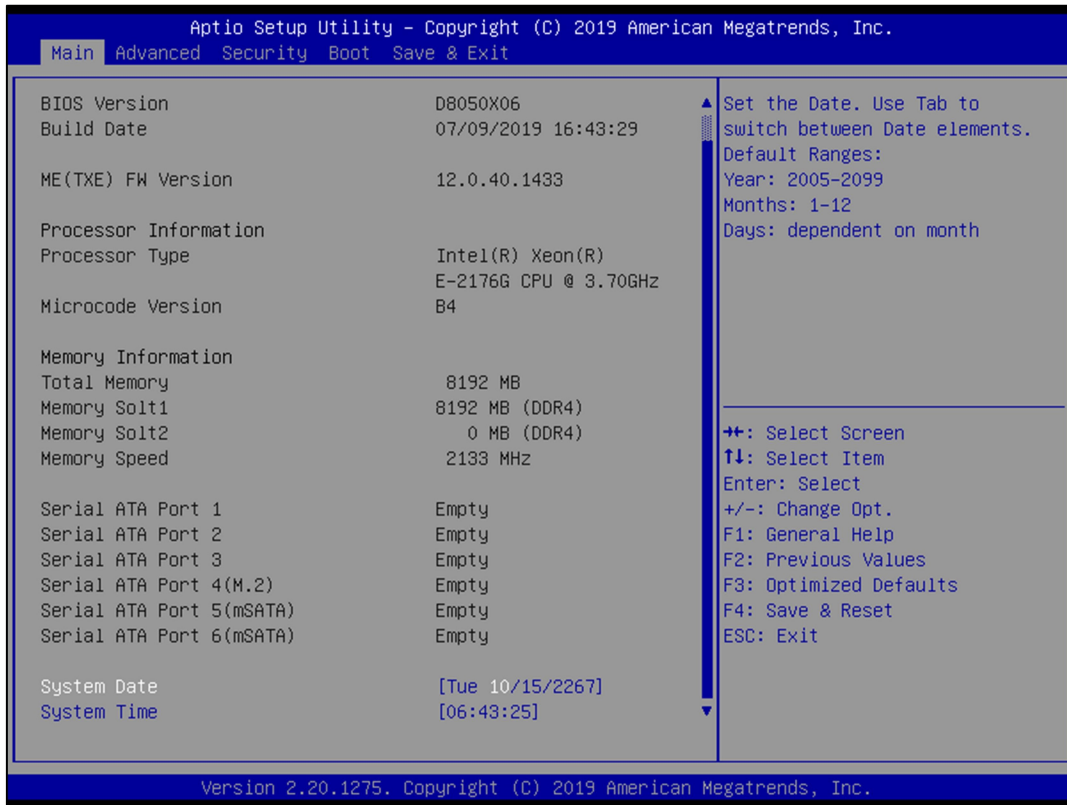 Aptio Setup Utility – Copyright (C) 2019 American Megatrends, Inc.
Main Advanced Security Boot Save & Exit
BIOS Version D8050X06
Build Date 07/09/2019 16:43:29
ME(TXE) FW Version 12.0.40.1433
Processor Information
Processor Type Intel(R) Xeon(R)
E-2176G CPU @ 3.70GHz
Microcode Version B4
Memory Information
Total Memory 8192 MB
Memory Solt1 8192 MB (DDR4)
Memory Solt2 0 MB (DDR4)
Memory Speed 2133 MHz
Serial ATA Port 1 Empty
Serial ATA Port 2 Empty
Serial ATA Port 3 Empty
Serial ATA Port 4(M.2) Empty
Serial ATA Port 5(mSATA) Empty
Serial ATA Port 6(mSATA) Empty
System Date [Tue 10/15/2267]
System Time [06:43:25]
Set the Date. Use Tab to
switch between Date elements.
Default Ranges:
Year: 2005-2099
Months: 1-12
Days: dependent on month
→←: Select Screen
↑↓: Select Item
Enter: Select
+/-: Change Opt.
F1: General Help
F2: Previous Values
F3: Optimized Defaults
F4: Save & Reset
ESC: Exit
Version 2.20.1275. Copyright (C) 2019 American Megatrends, Inc.